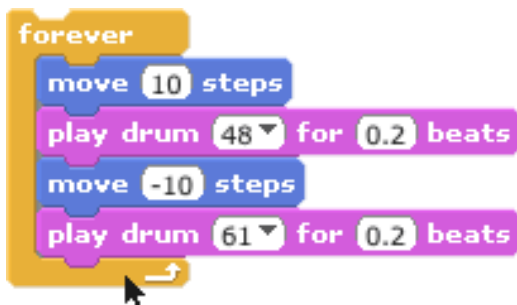 forever
move 10 steps
play drum 48 for 0.2 beats
move -10 steps
play drum 61 for 0.2 beats